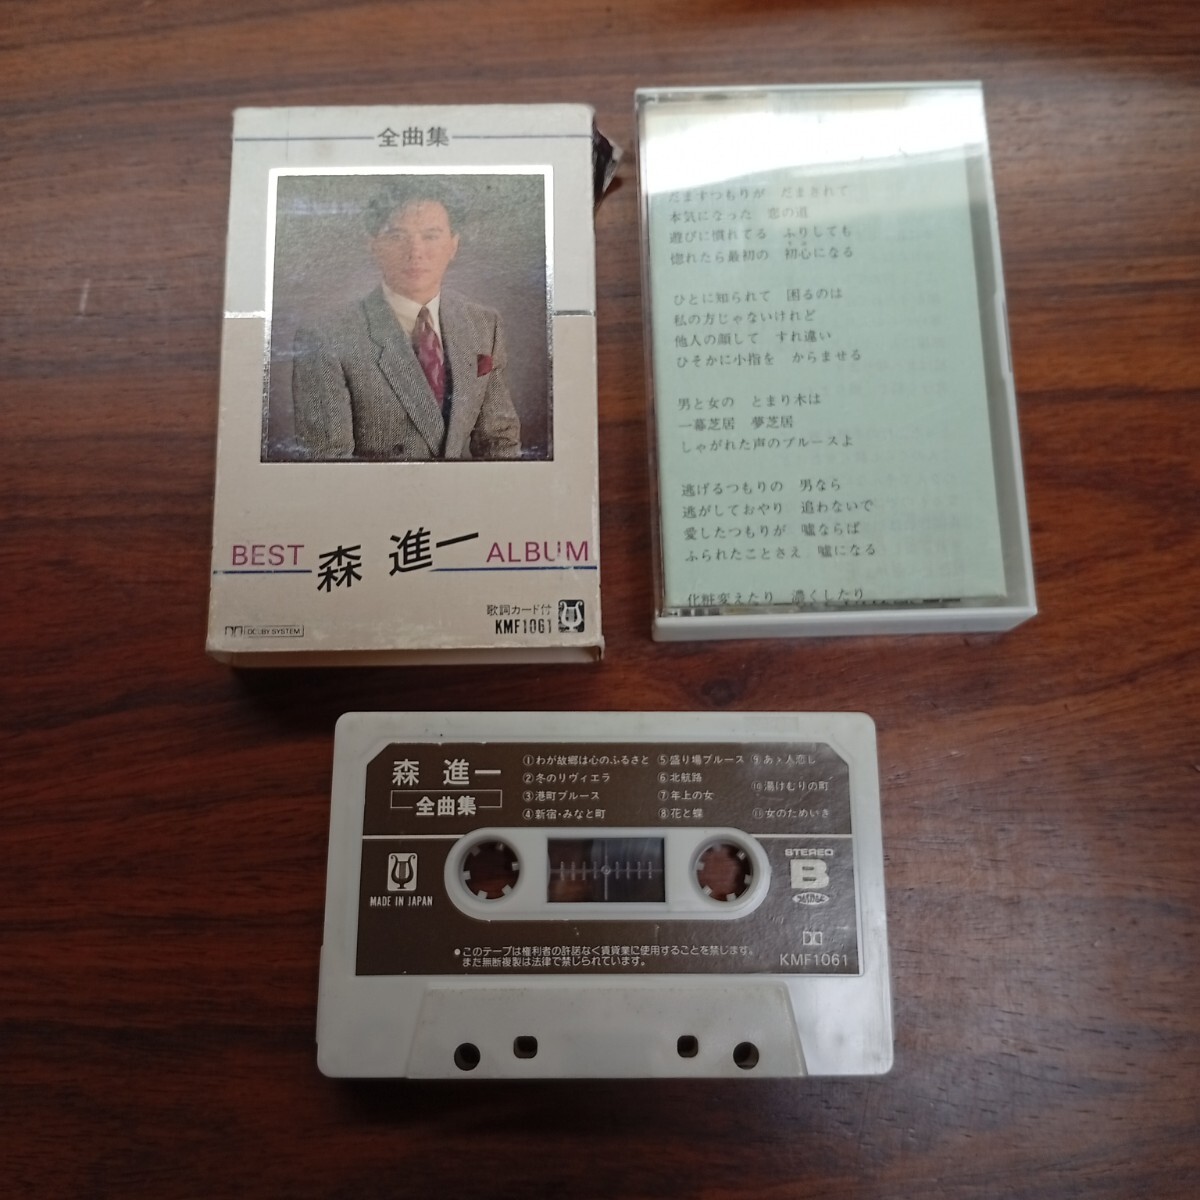 全曲集
BEST 森 進一 ALBUM
歌詞カード付
KMF1061
DC|BY SYSTEM
だますつもりが だまされて
本気になった 恋の道
遊びに慣れてる ふりしても
惚れたら最初の 初心になる
ひとに知られて 困るのは
私の方じゃないけれど
他人の顔して すれ違い
ひそかに小指を からませる
男と女の とまり木は
一幕芝居 夢芝居
しゃがれた声のブルースよ
逃げるつもりの 男なら
逃がしておやり 追わないで
愛したつもりが 嘘ならば
ふられたことさえ 嘘になる
化粧変えたり 濃くしたり
森 進一
全曲集
①わが故郷は心のふるさと
②冬のリヴィエラ
③港町ブルース
④新宿・みなと町
⑤盛り場ブルース
⑥北航路
⑦年上の女
⑧花と蝶
⑨あゝ人恋し
⑩湯けむりの町
⑪女のためいき
MADE IN JAPAN
STEREO
B
KMF1061
●このテープは権利者の許諾なく賃貸業に使用することを禁じます。
また無断複製は法律で禁じられています。